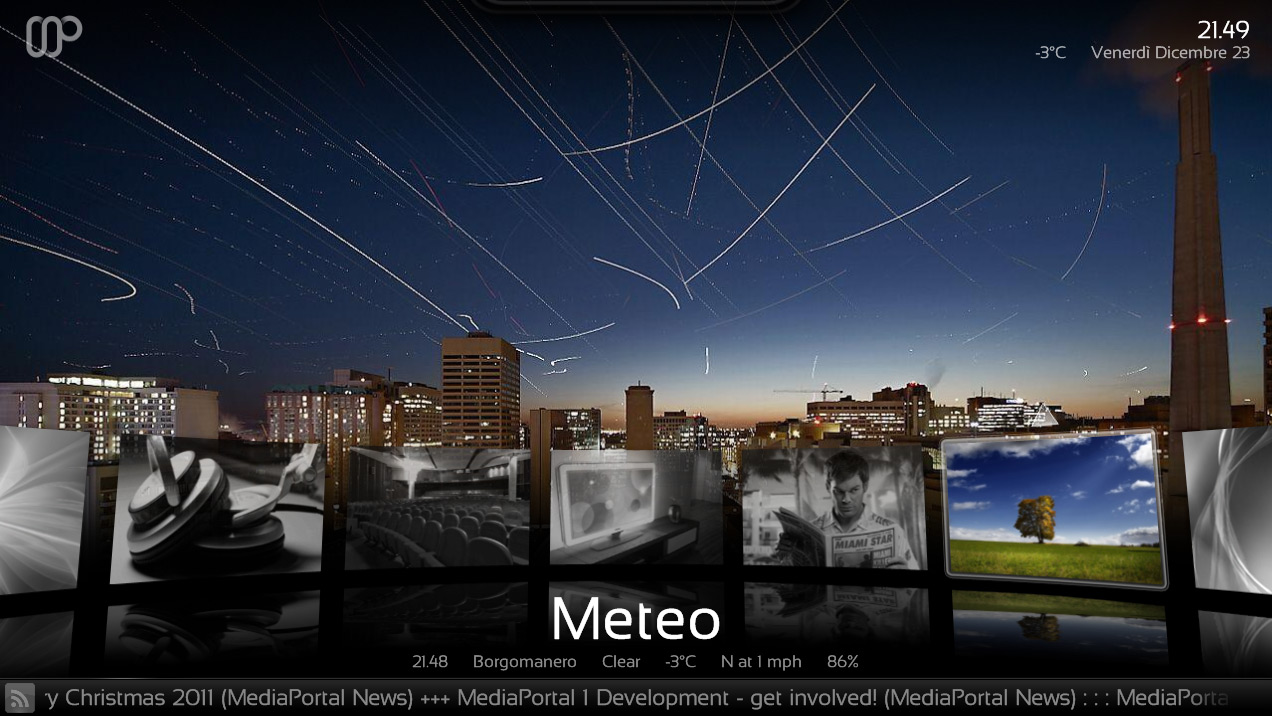 21.49
-3°C Venerdì Dicembre 23
MIAMI STAR
Meteo
21.48 Borgomanero Clear -3°C N at 1 mph 86%
y Christmas 2011 (MediaPortal News) +++ MediaPortal 1 Development - get involved! (MediaPortal News) : : : MediaPorta